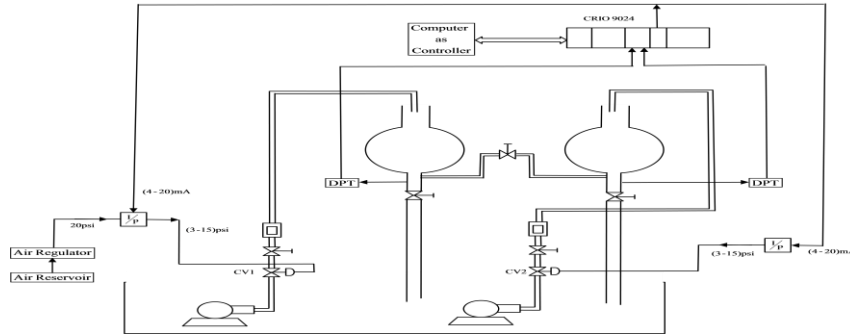 CRIO 9024
Computer
as
Controller
DPT
DPT
(4-20)mA
20psi
I/P
(3-15)psi
Air Regulator
Air Reservoir
CV1
CV2
(3-15)psi
I/P
(4-20)mA